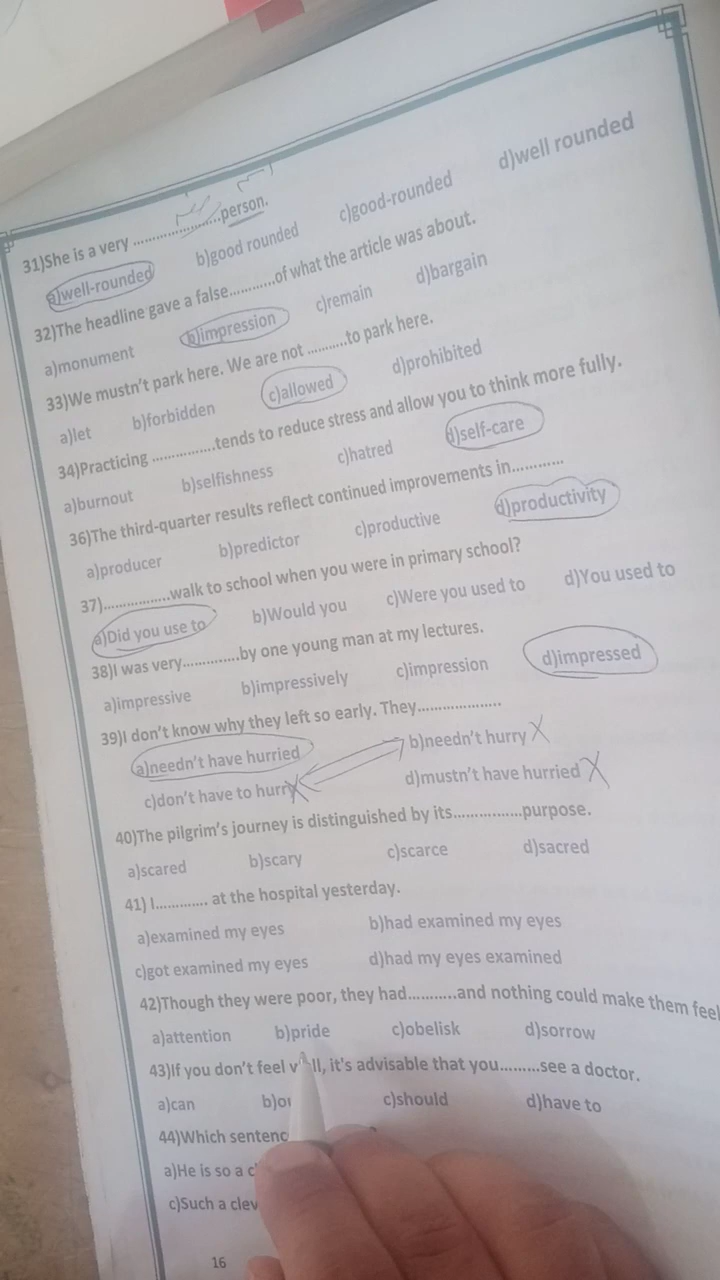 31)She is a very ......................person.
a)well-rounded b)good rounded c)good-rounded d)well rounded
32)The headline gave a false...........of what the article was about.
a)monument b)impression c)remain d)bargain
33)We mustn't park here. We are not ..........to park here.
a)let b)forbidden c)allowed d)prohibited
34)Practicing ................tends to reduce stress and allow you to think more fully.
a)burnout b)selfishness c)hatred d)self-care
36)The third-quarter results reflect continued improvements in............
a)producer b)predictor c)productive d)productivity
37).................walk to school when you were in primary school?
a)Did you use to b)Would you c)Were you used to d)You used to
38)I was very..............by one young man at my lectures.
a)impressive b)impressively c)impression d)impressed
39)I don't know why they left so early. They....................
a)needn't have hurried b)needn't hurry X
c)don't have to hurry X d)mustn't have hurried X
40)The pilgrim's journey is distinguished by its................purpose.
a)scared b)scary c)scarce d)sacred
41) I............ at the hospital yesterday.
a)examined my eyes b)had examined my eyes
c)got examined my eyes d)had my eyes examined
42)Though they were poor, they had...........and nothing could make them feel
a)attention b)pride c)obelisk d)sorrow
43)If you don't feel it's advisable that you.........see a doctor.
a)can c)should d)have to
44)Which
a)He is so a
c)Such a
16